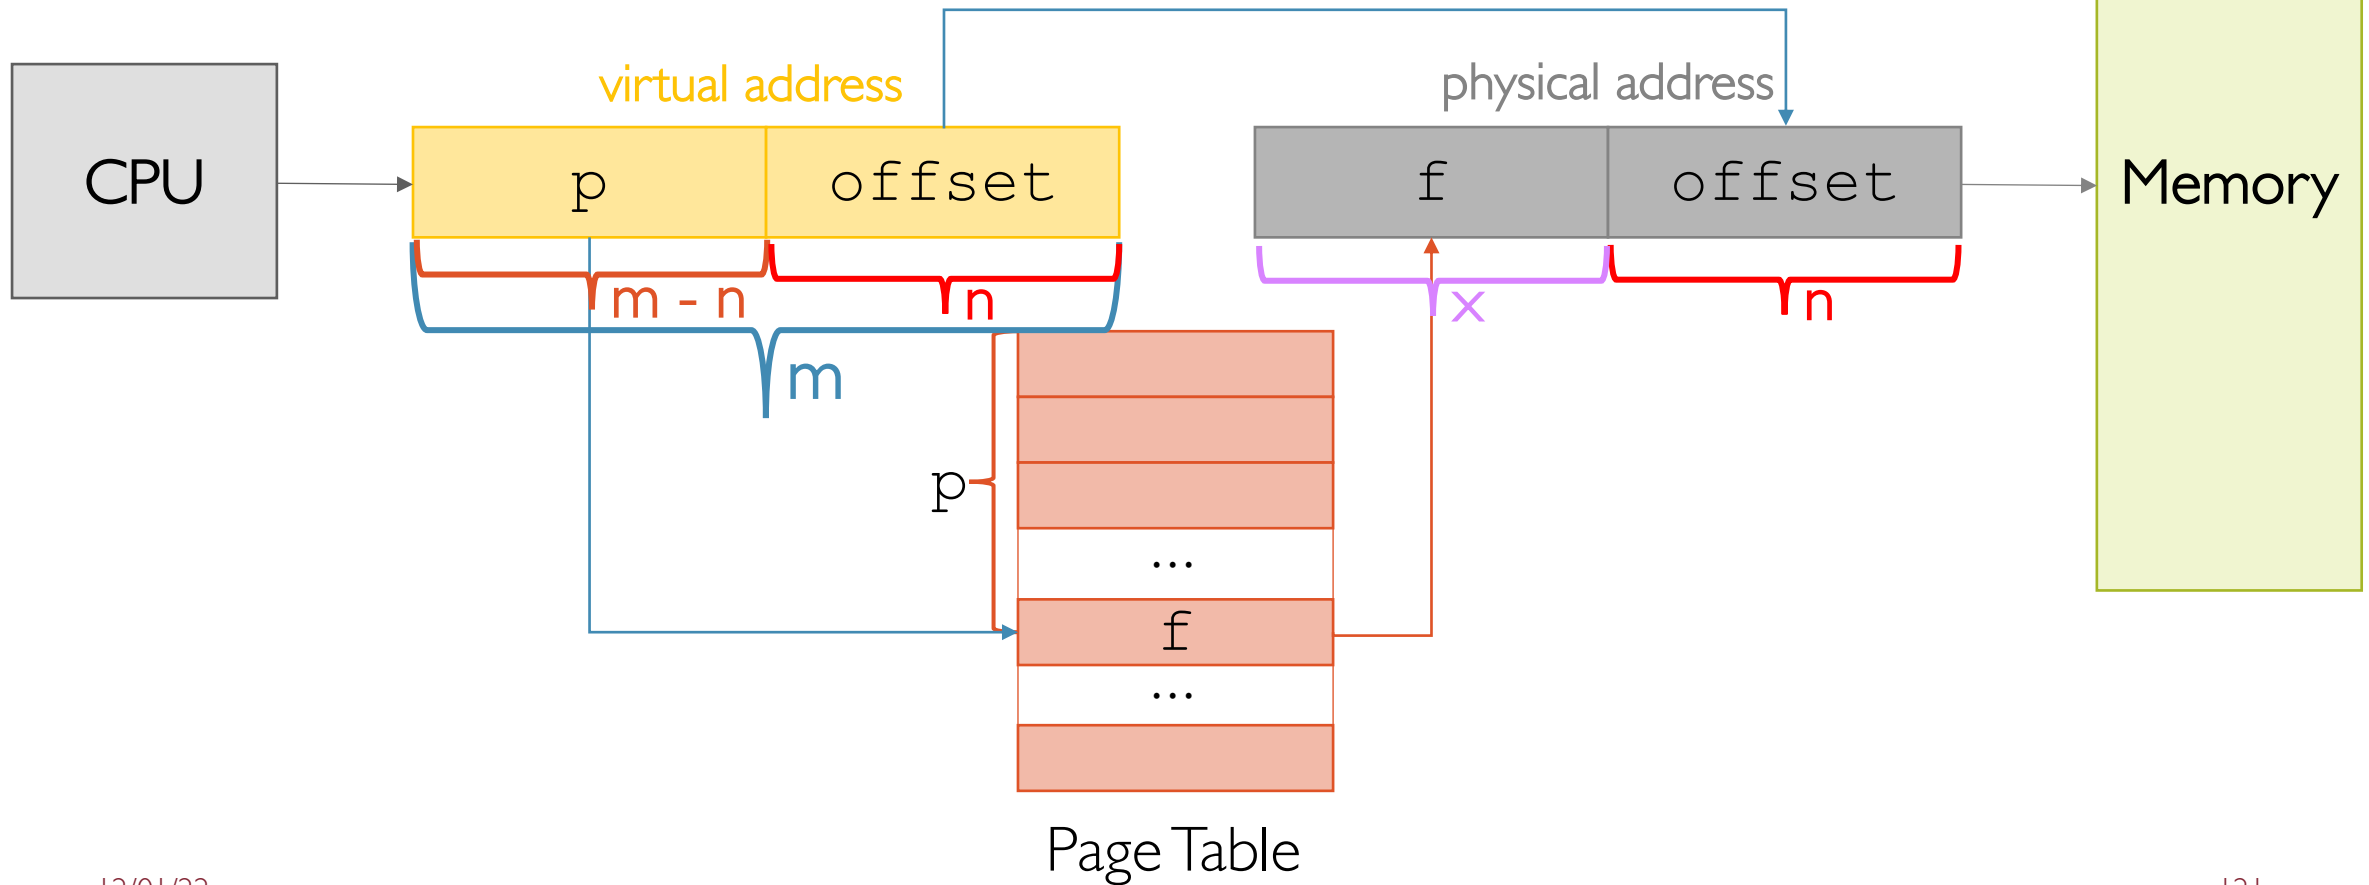 virtual address
physical address
CPU
p
offset
f
offset
Memory
m - n
n
x
n
m
p
...
f
...
Page Table